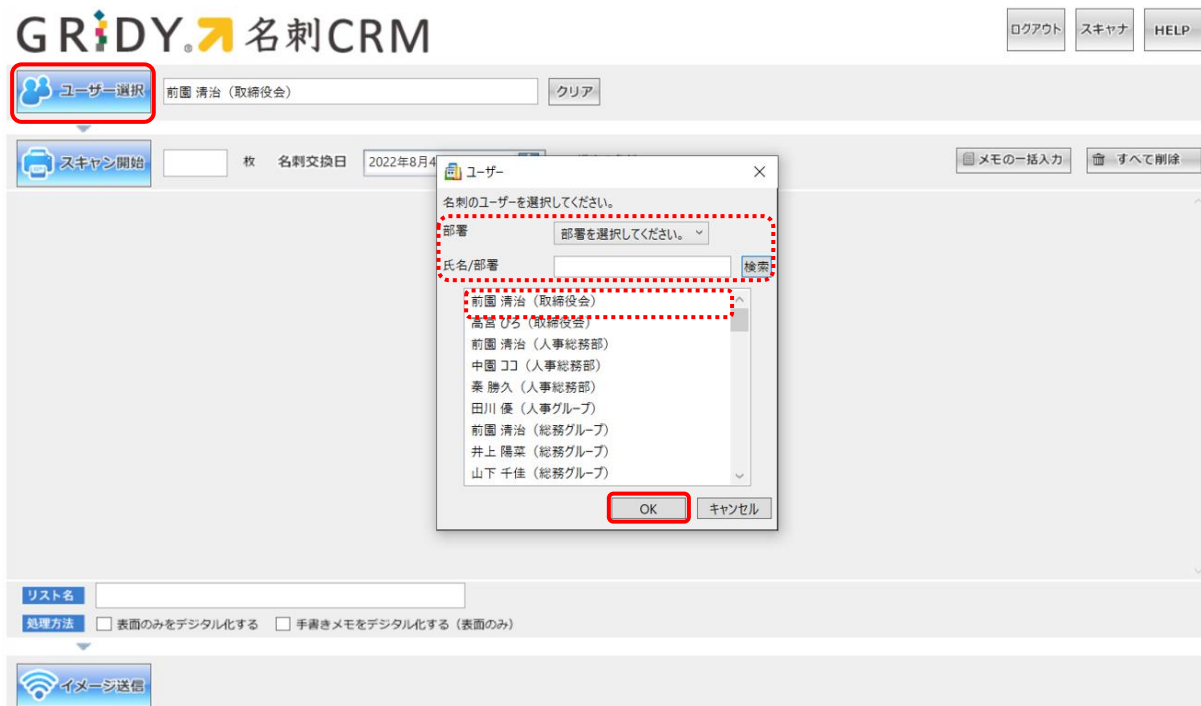 GRiDY. 名刺CRM
ログアウト スキャナ HELP
ユーザー選択 前園 清治（取締役会） クリア
スキャン開始 枚 名刺交換日 2022年8月4 メモの一括入力 すべて削除
ユーザー
名刺のユーザーを選択してください。
部署 部署を選択してください。
氏名/部署 検索
前園 清治（取締役会）
高宮 ひろ（取締役会）
前園 清治（人事総務部）
中園 ココ（人事総務部）
秦 勝久（人事総務部）
田川 優（人事グループ）
前園 清治（総務グループ）
井上 陽菜（総務グループ）
山下 千佳（総務グループ）
OK キャンセル
リスト名
処理方法 表面のみをデジタル化する 手書きメモをデジタル化する（表面のみ）
イメージ送信